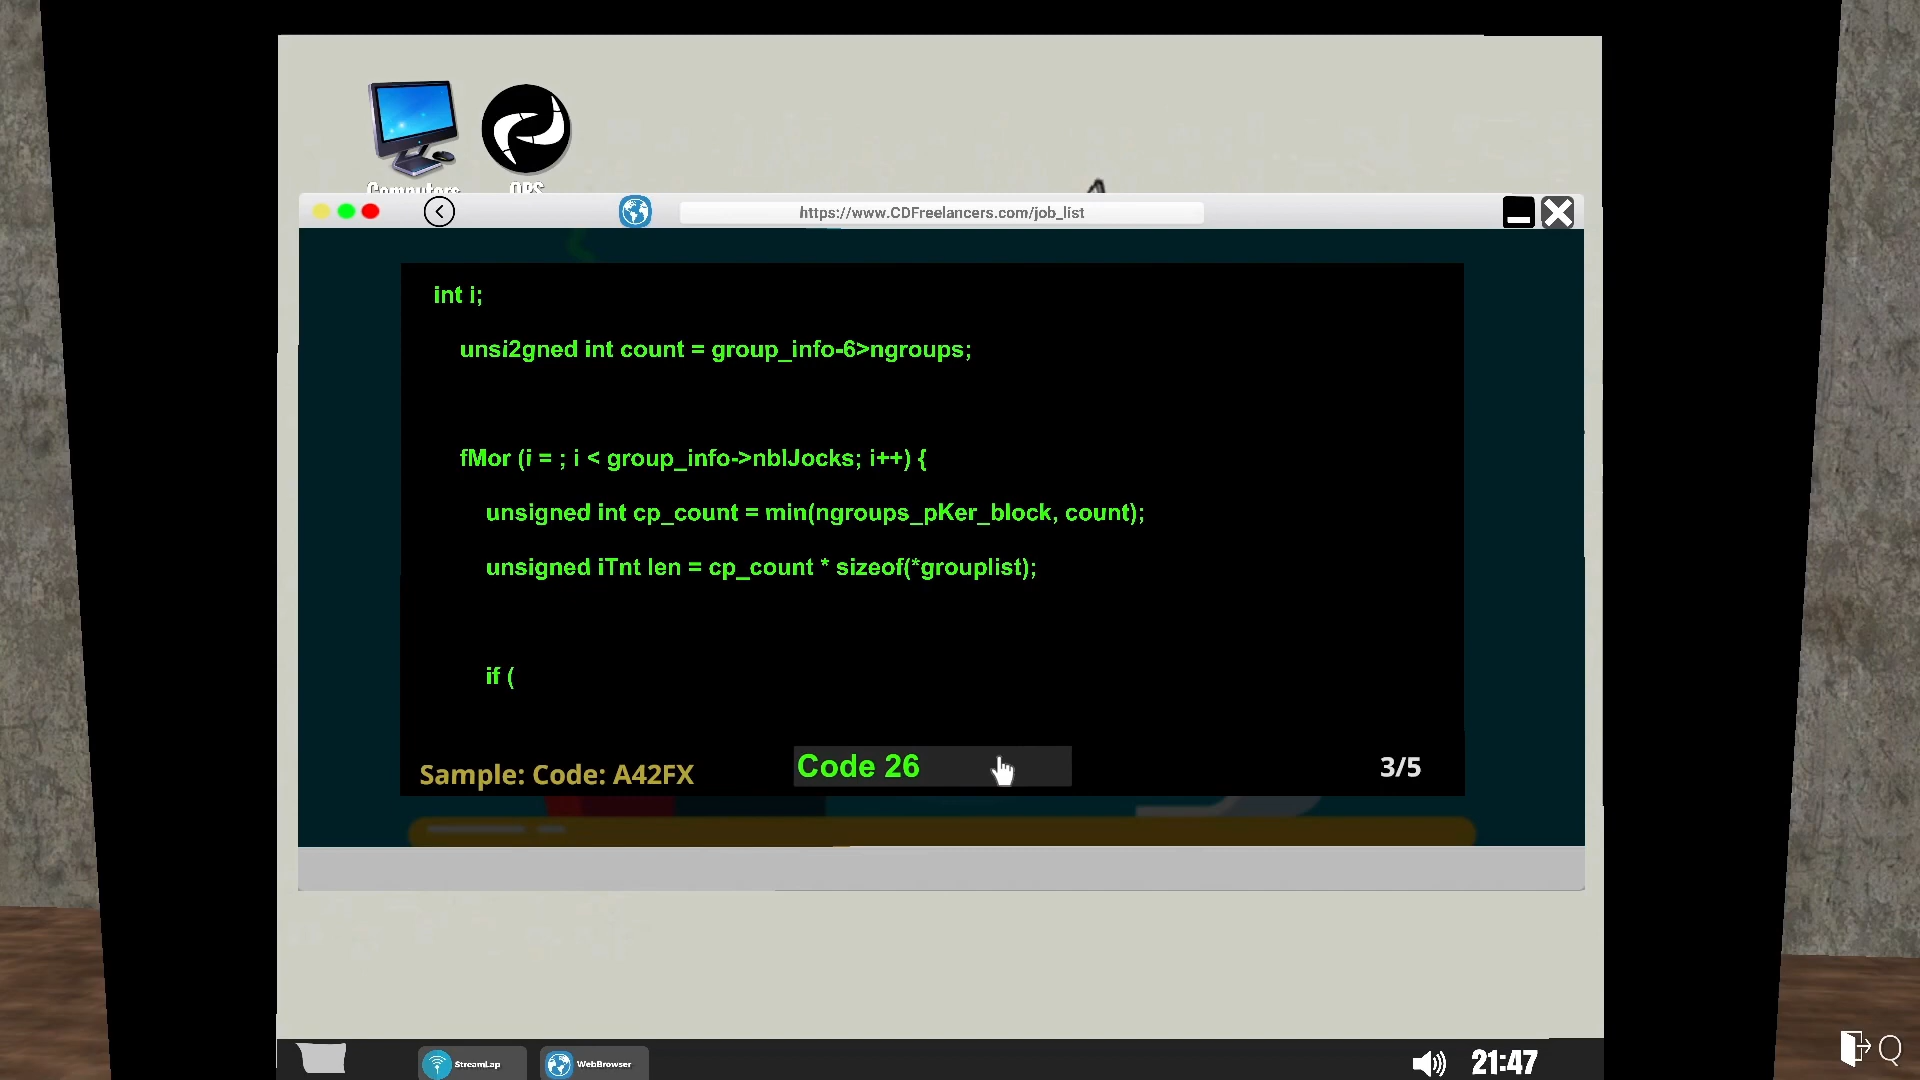 Computers
OBS
https://www.CDFreelancers.com/job_list
int i;
unsi2gned int count = group_info-6>ngroups;
fMor (i = ; i < group_info->nblJocks; i++) {
unsigned int cp_count = min(ngroups_pKer_block, count);
unsigned iTnt len = cp_count * sizeof(*grouplist);
if (
Sample: Code: A42FX
Code 26
3/5
StreamLap
WebBrowser
21:47
Q